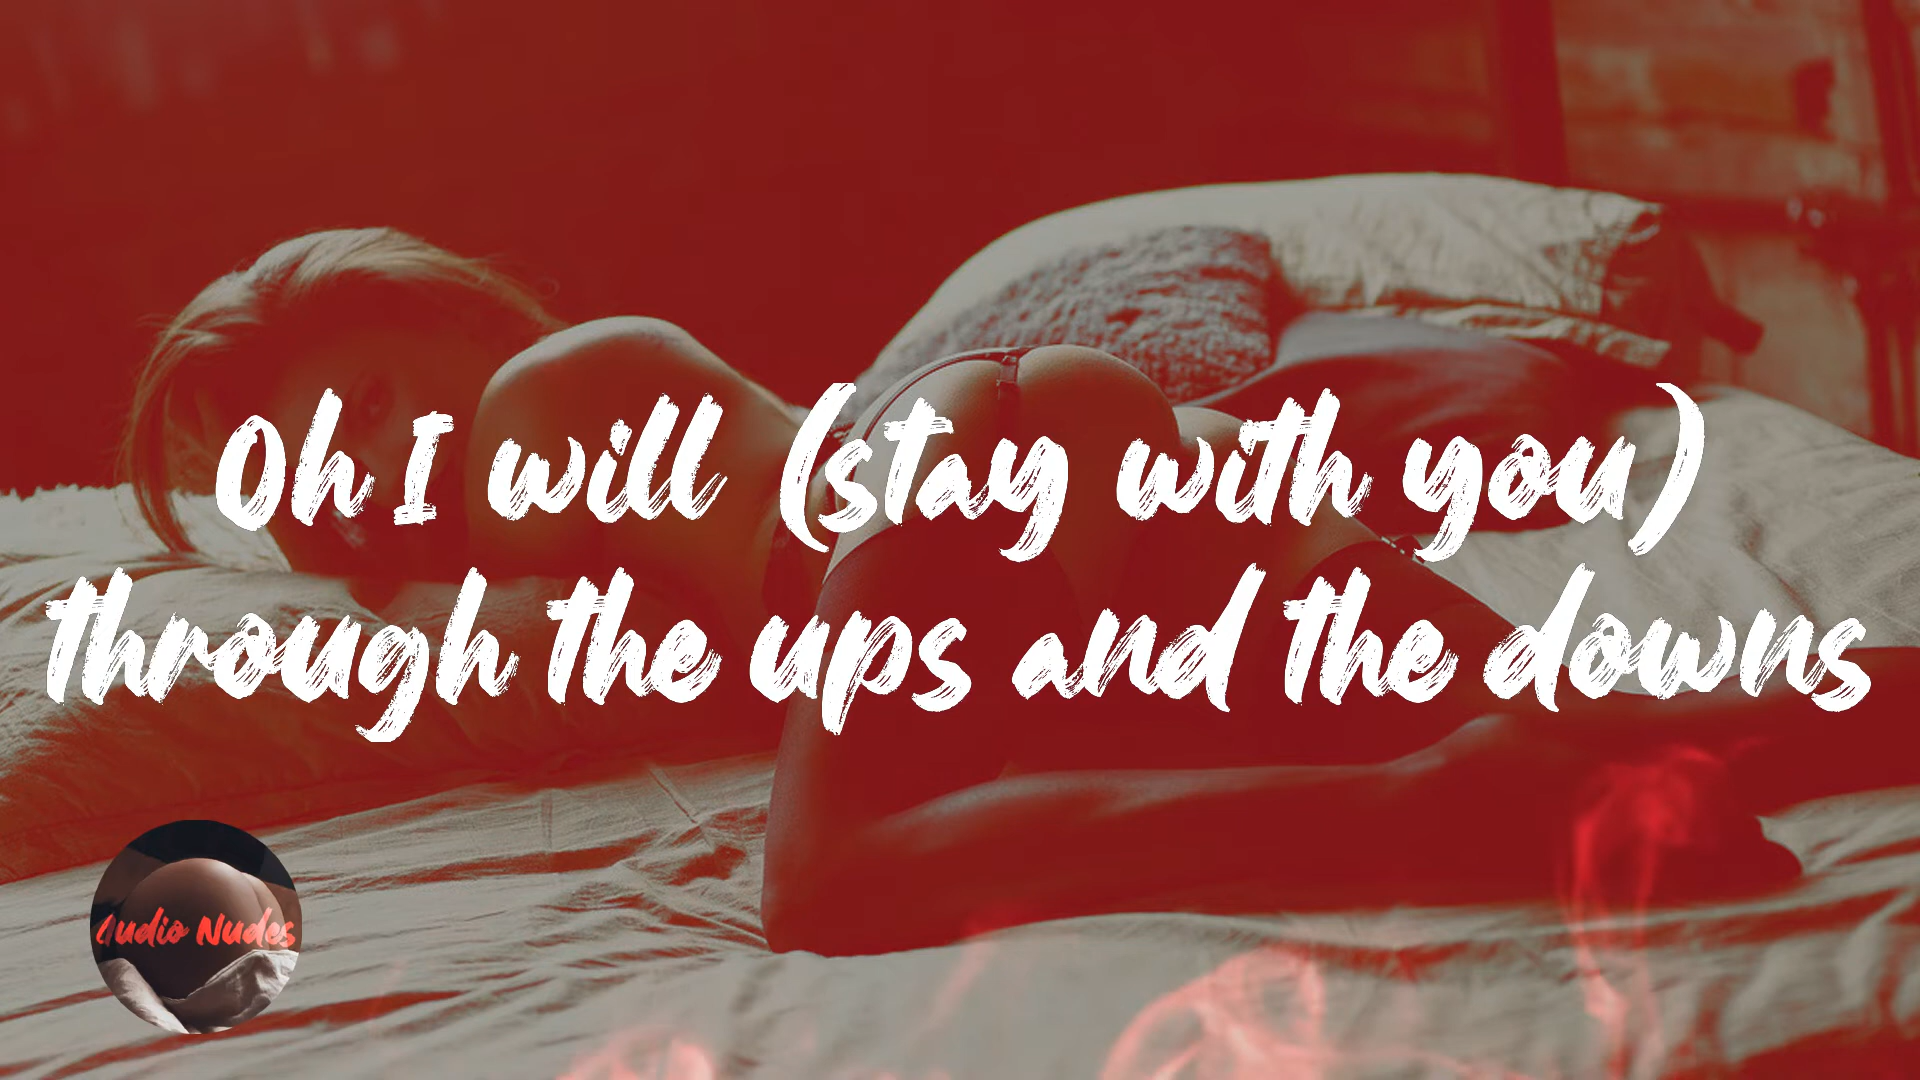 Oh I will (stay with you)
through the ups and the downs
Audio Nudes